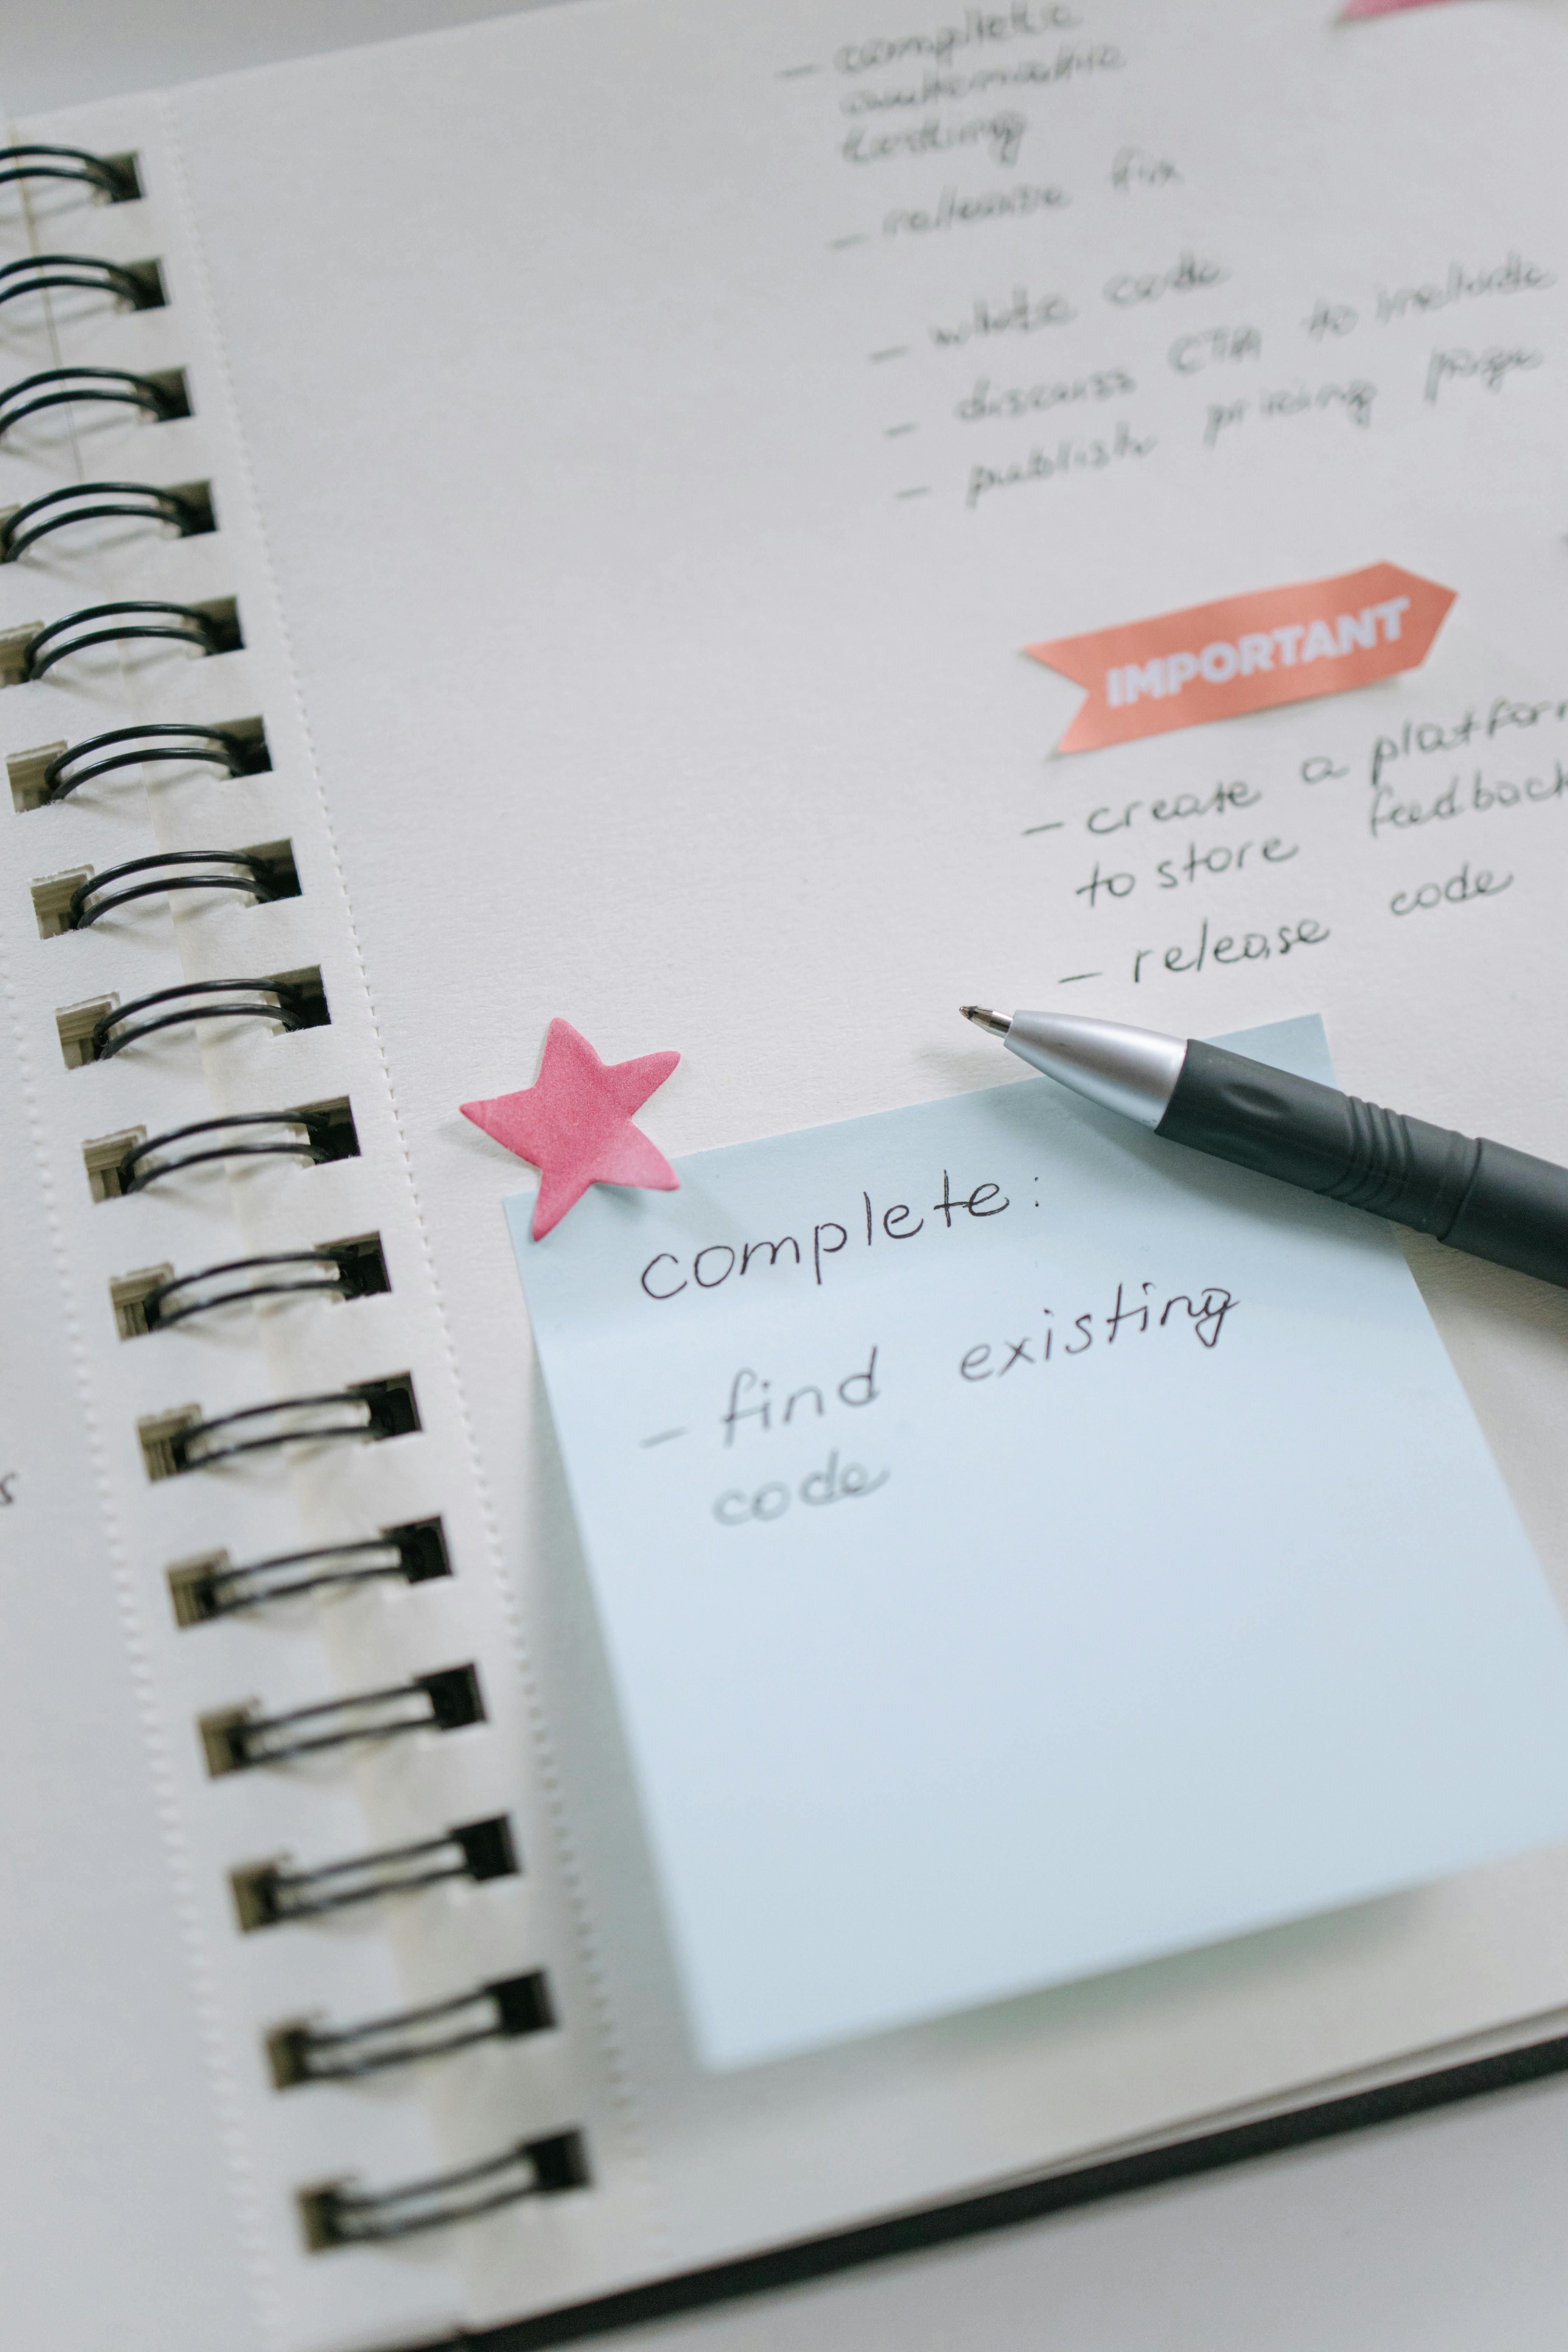 - complete
automatic
testing
- release fix
- write code
- discuss CTA to include
- publish pricing page
IMPORTANT
- create a platform
to store feedback
- release code
complete:
- find existing
code
s